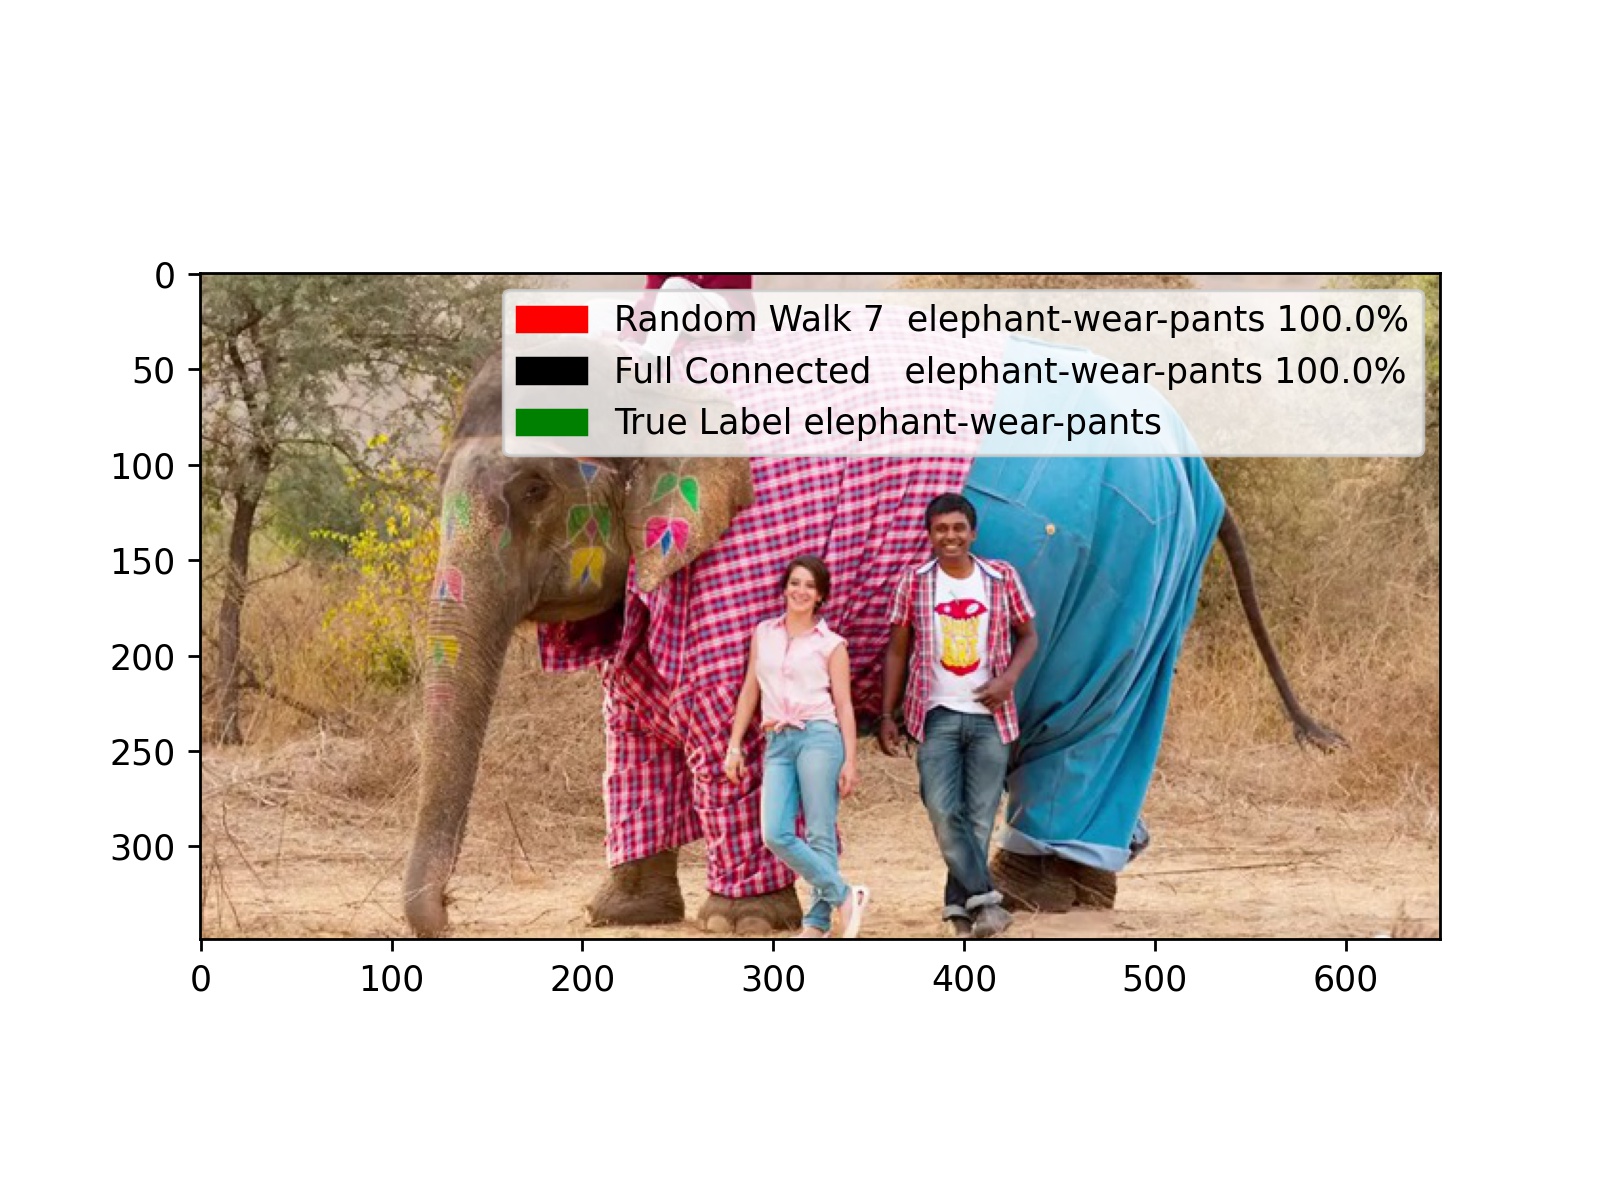 Random Walk 7  elephant-wear-pants 100.0%
Full Connected   elephant-wear-pants 100.0%
True Label elephant-wear-pants
0
50
100
150
200
250
300
0 100 200 300 400 500 600